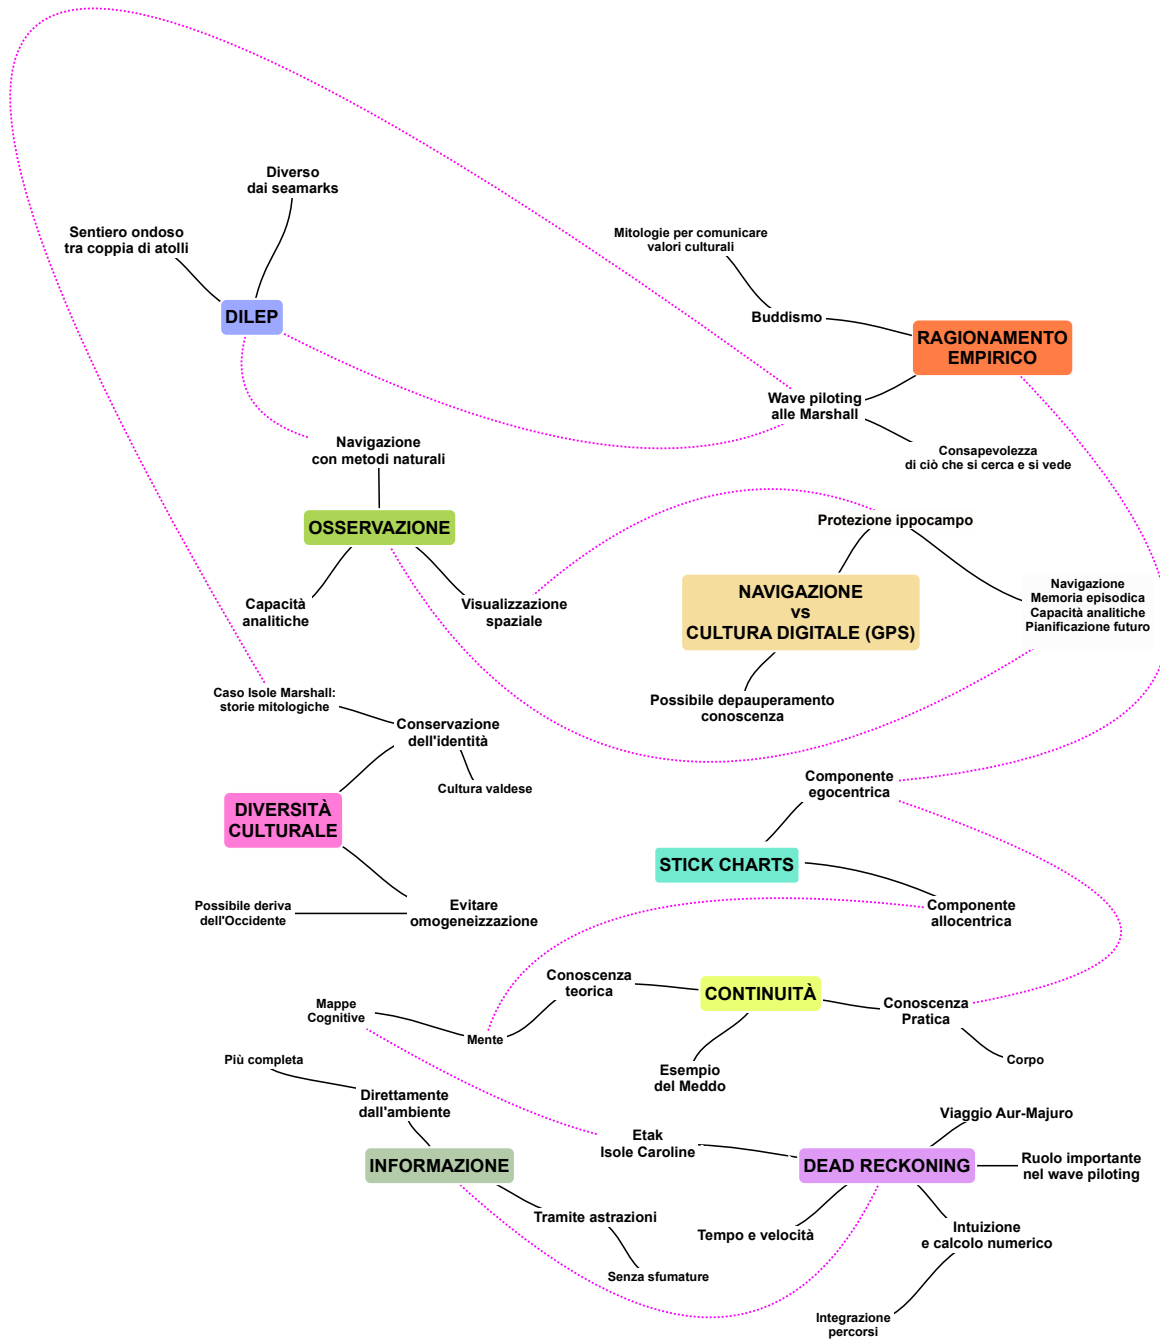 Diverso
dai seamarks
Sentiero ondoso
tra coppia di atolli
DILEP
Mitologie per comunicare
valori culturali
Buddismo
RAGIONAMENTO
EMPIRICO
Wave piloting
alle Marshall
Consapevolezza
di ciò che si cerca e si vede
Navigazione
con metodi naturali
OSSERVAZIONE
Capacità
analitiche
Visualizzazione
spaziale
Protezione ippocampo
NAVIGAZIONE
vs
CULTURA DIGITALE (GPS)
Navigazione
Memoria episodica
Capacità analitiche
Pianificazione futuro
Possibile depauperamento
conoscenza
Caso Isole Marshall:
storie mitologiche
Conservazione
dell'identità
Cultura valdese
DIVERSITÀ
CULTURALE
Possibile deriva
dell'Occidente
Evitare
omogeneizzazione
Componente
egocentrica
STICK CHARTS
Componente
allocentrica
Conoscenza
teorica
CONTINUITÀ
Conoscenza
Pratica
Mappe
Cognitive
Mente
Corpo
Esempio
del Meddo
Più completa
Direttamente
dall'ambiente
INFORMAZIONE
Tramite astrazioni
Senza sfumature
Etak
Isole Caroline
DEAD RECKONING
Viaggio Aur-Majuro
Ruolo importante
nel wave piloting
Tempo e velocità
Intuizione
e calcolo numerico
Integrazione
percorsi